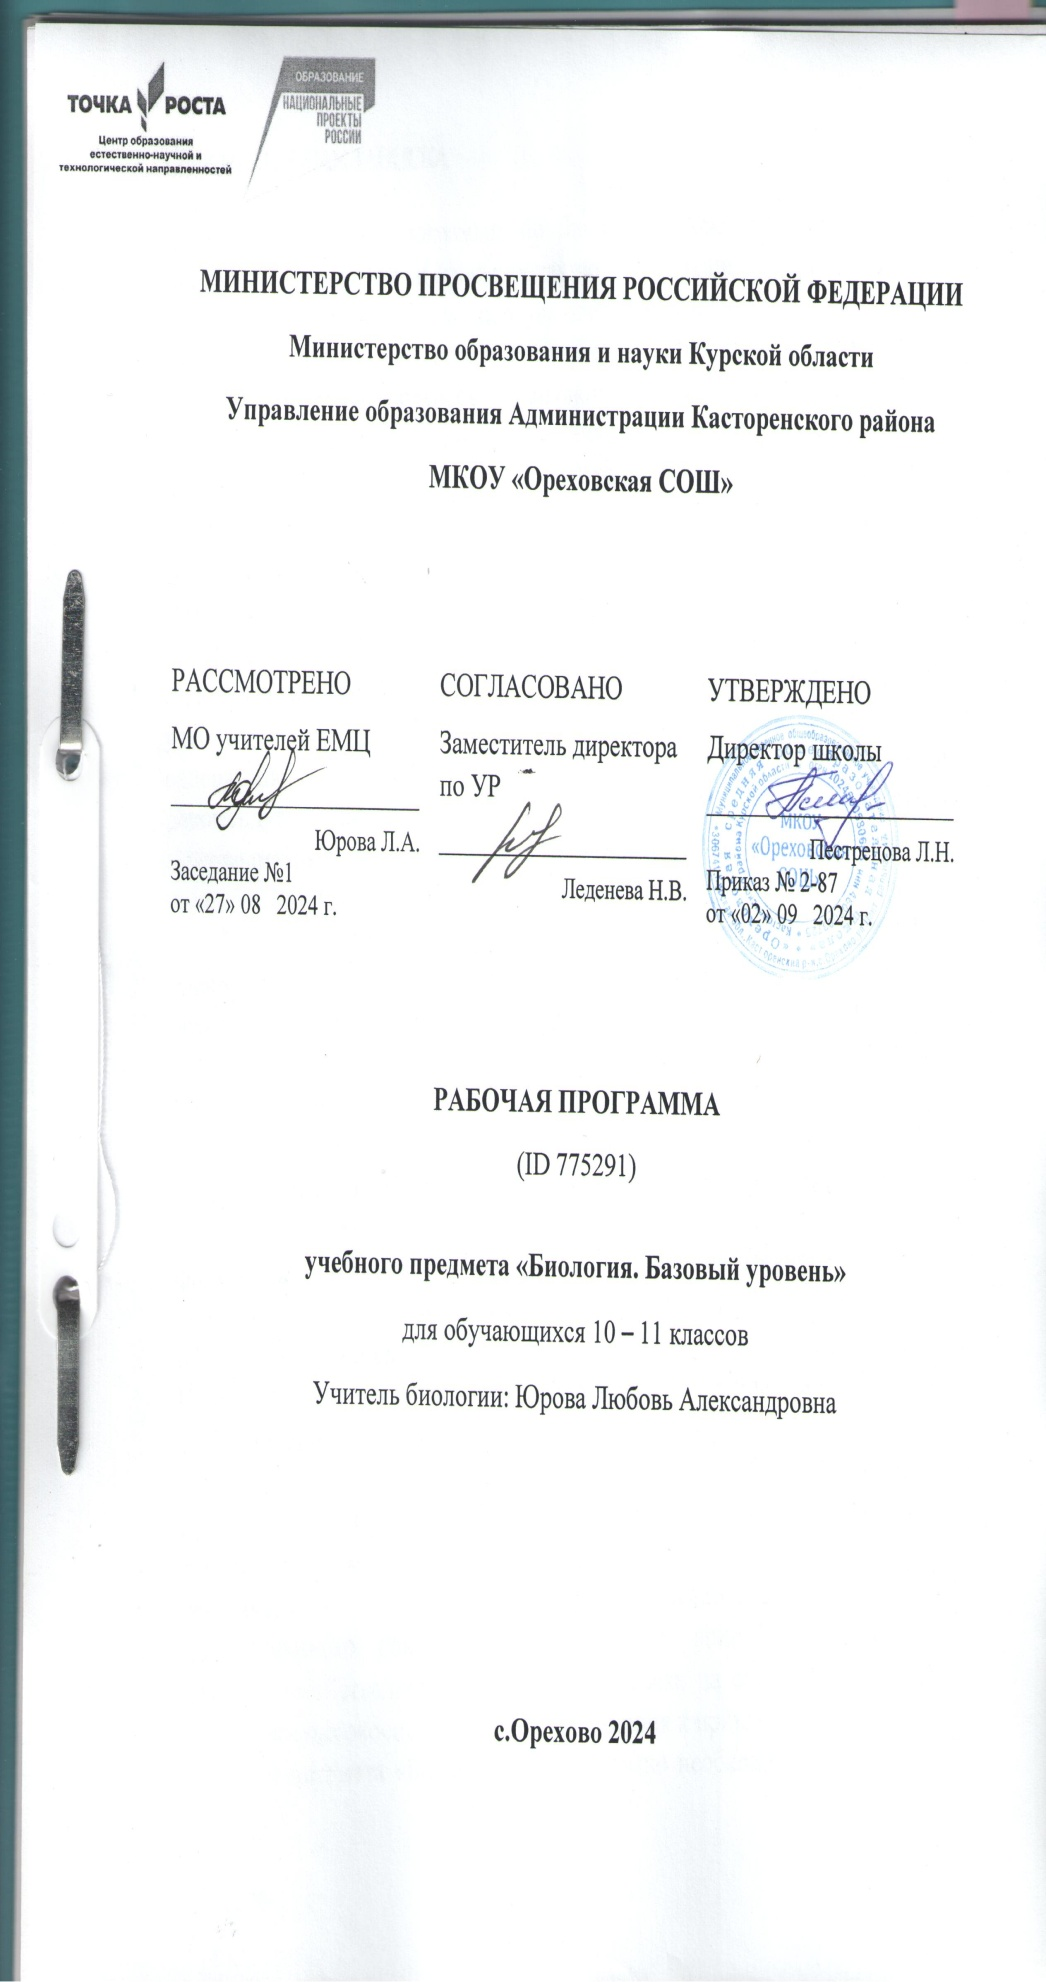 ТОЧКА РОСТА
Центр образования
естественно-научной и
технологической направленностей
ОБРАЗОВАНИЕ
НАЦИОНАЛЬНЫЕ
ПРОЕКТЫ
РОССИИ
МИНИСТЕРСТВО ПРОСВЕЩЕНИЯ РОССИЙСКОЙ ФЕДЕРАЦИИ
Министерство образования и науки Курской области
Управление образования Администрации Касторенского района
МКОУ «Ореховская СОШ»
РАССМОТРЕНО
МО учителей ЕМЦ
Юрова Л.А.
Заседание №1
от «27» 08 2024 г.
СОГЛАСОВАНО
Заместитель директора
по УР
Леденева Н.В.
УТВЕРЖДЕНО
Директор школы
Пестрецова Л.Н.
Приказ № 2-87
от «02» 09 2024 г.
МКОУ
«Ореховская
СОШ»
РАБОЧАЯ ПРОГРАММА
(ID 775291)
учебного предмета «Биология. Базовый уровень»
для обучающихся 10 – 11 классов
Учитель биологии: Юрова Любовь Александровна
с.Орехово 2024